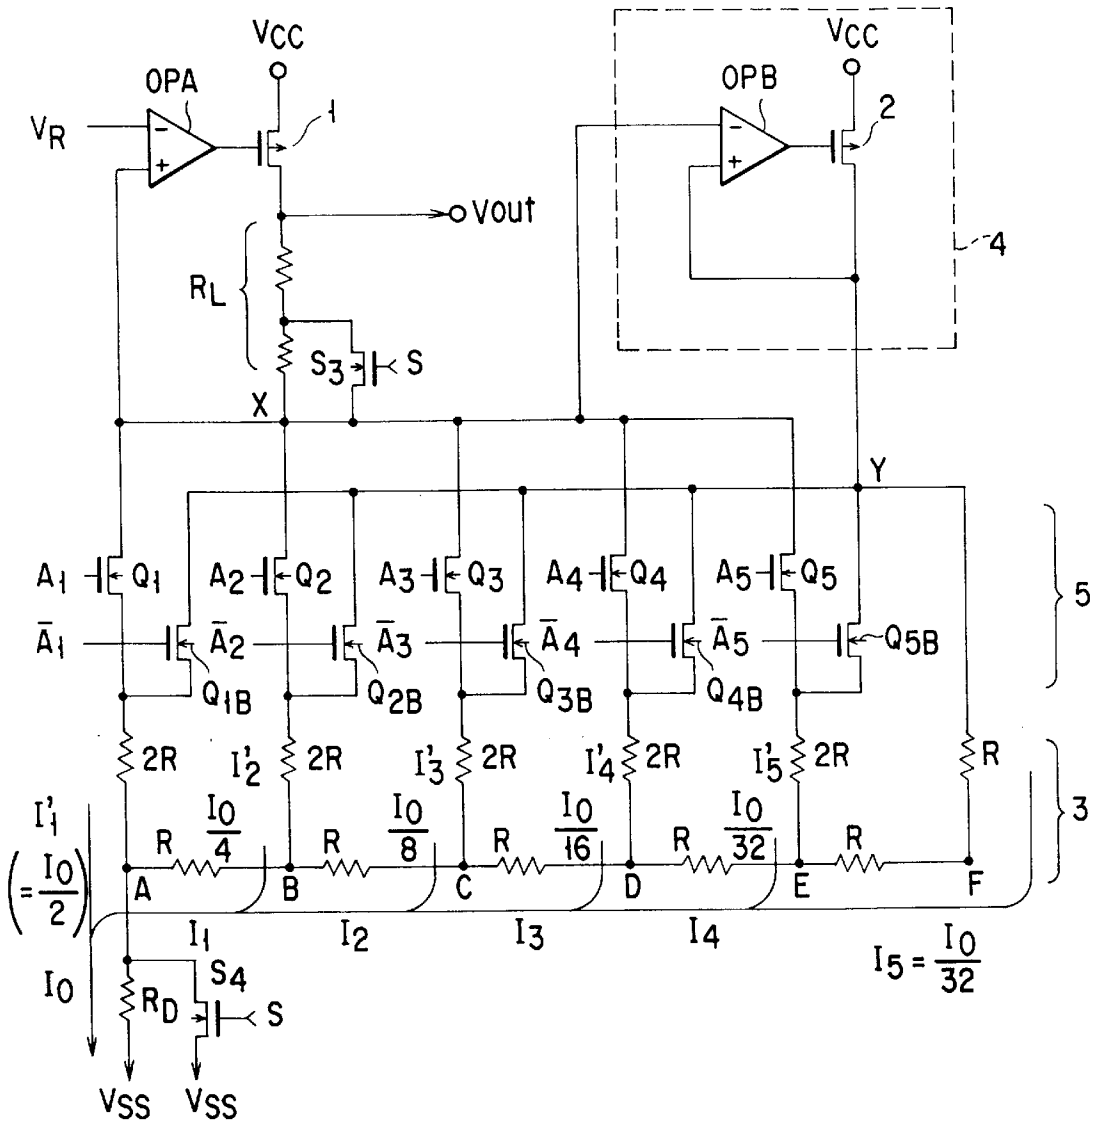 VCC
VCC
OPA
1
OPB
2
VR
−
+
−
+
Vout
4
RL
S3
S
X
Y
A1
Q1
A2
Q2
A3
Q3
A4
Q4
A5
Q5
5
Ā1
Ā2
Ā3
Ā4
Ā5
Q5B
Q1B
Q2B
Q3B
Q4B
2R
I'2
2R
I'3
2R
I'4
2R
I'5
2R
R
3
I'1
(= I0/2)
R
I0/4
R
I0/8
R
I0/16
R
I0/32
R
A
B
C
D
E
F
I1
I2
I3
I4
I5 = I0/32
I0
S4
RD
S
VSS
VSS